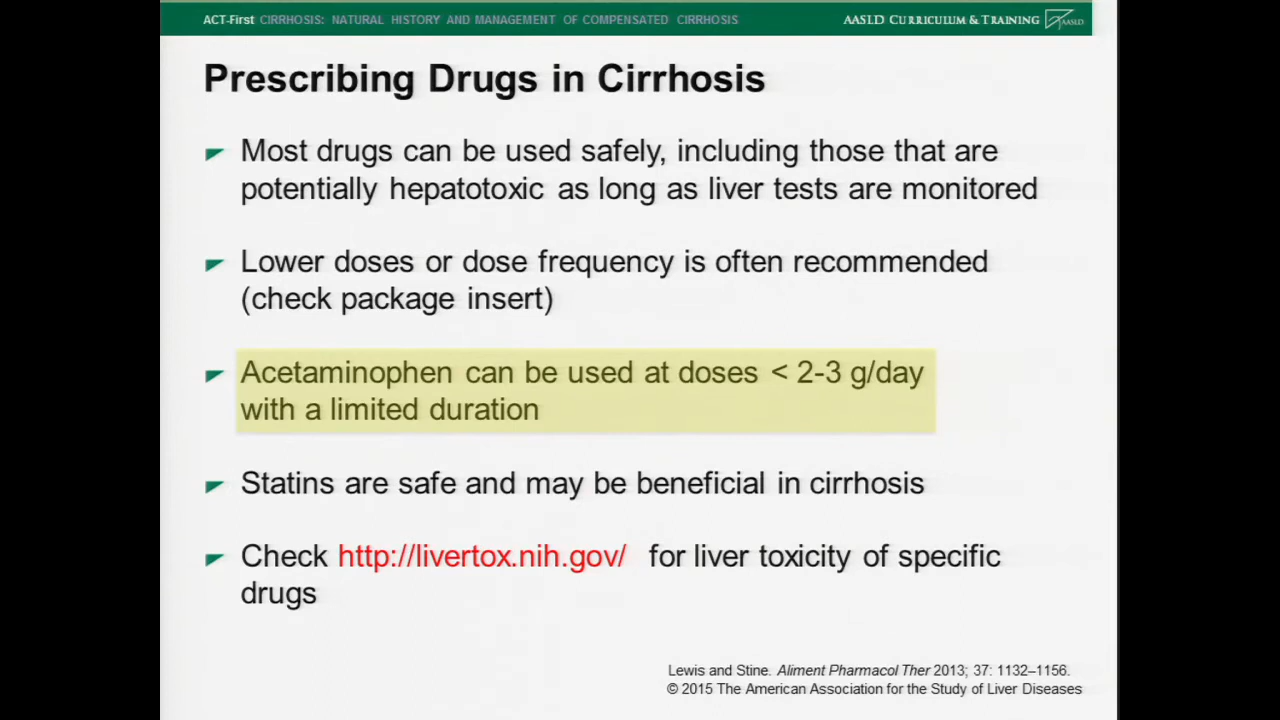 ACT-First CIRRHOSIS: NATURAL HISTORY AND MANAGEMENT OF COMPENSATED CIRRHOSIS
AASLD CURRICULUM & TRAINING AASLD
Prescribing Drugs in Cirrhosis
Most drugs can be used safely, including those that are
potentially hepatotoxic as long as liver tests are monitored
Lower doses or dose frequency is often recommended
(check package insert)
Acetaminophen can be used at doses < 2-3 g/day
with a limited duration
Statins are safe and may be beneficial in cirrhosis
Check http://livertox.nih.gov/ for liver toxicity of specific
drugs
Lewis and Stine. Aliment Pharmacol Ther 2013; 37: 1132–1156.
© 2015 The American Association for the Study of Liver Diseases